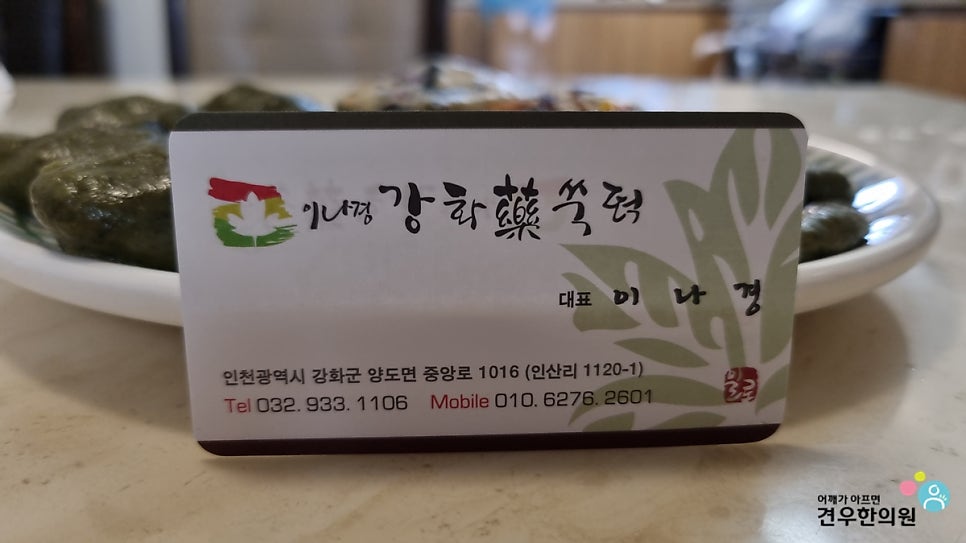 이나경 강화藥쑥떡
대표 이 나 경
인천광역시 강화군 양도면 중앙로 1016 (인산리 1120-1)
Tel 032. 933. 1106 Mobile 010. 6276. 2601
어깨가 아프면
견우한의원